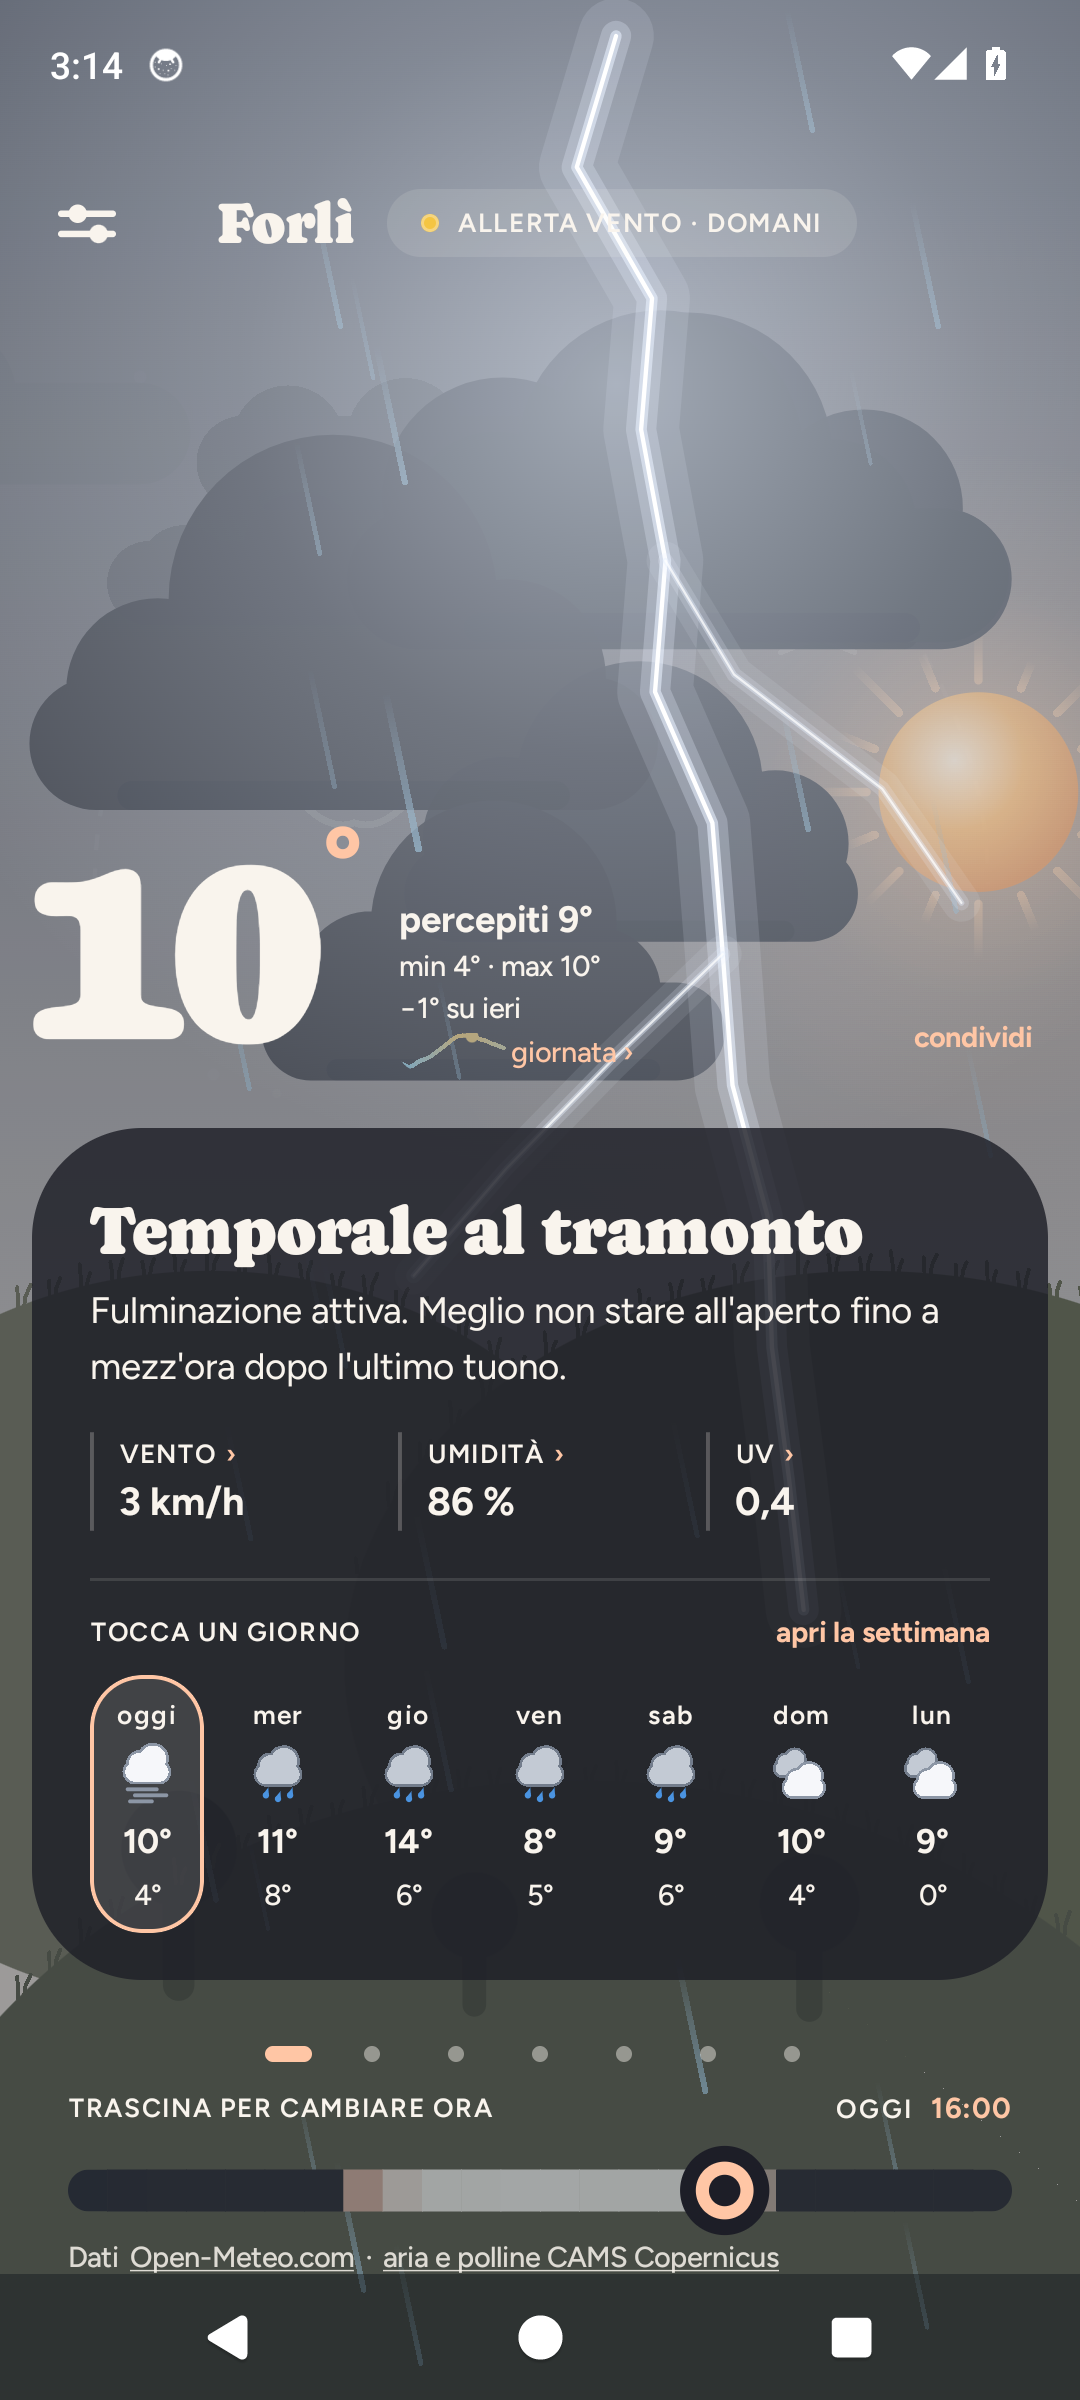 3:14
Forlì
ALLERTA VENTO · DOMANI
10°
percepiti 9°
min 4° · max 10°
−1° su ieri
giornata ›
condividi
Temporale al tramonto
Fulminazione attiva. Meglio non stare all'aperto fino a
mezz'ora dopo l'ultimo tuono.
VENTO › UMIDITÀ › UV ›
3 km/h 86 % 0,4
TOCCA UN GIORNO apri la settimana
oggi mer gio ven sab dom lun
10° 11° 14° 8° 9° 10° 9°
4° 8° 6° 5° 6° 4° 0°
TRASCINA PER CAMBIARE ORA OGGI 16:00
Dati Open-Meteo.com · aria e polline CAMS Copernicus